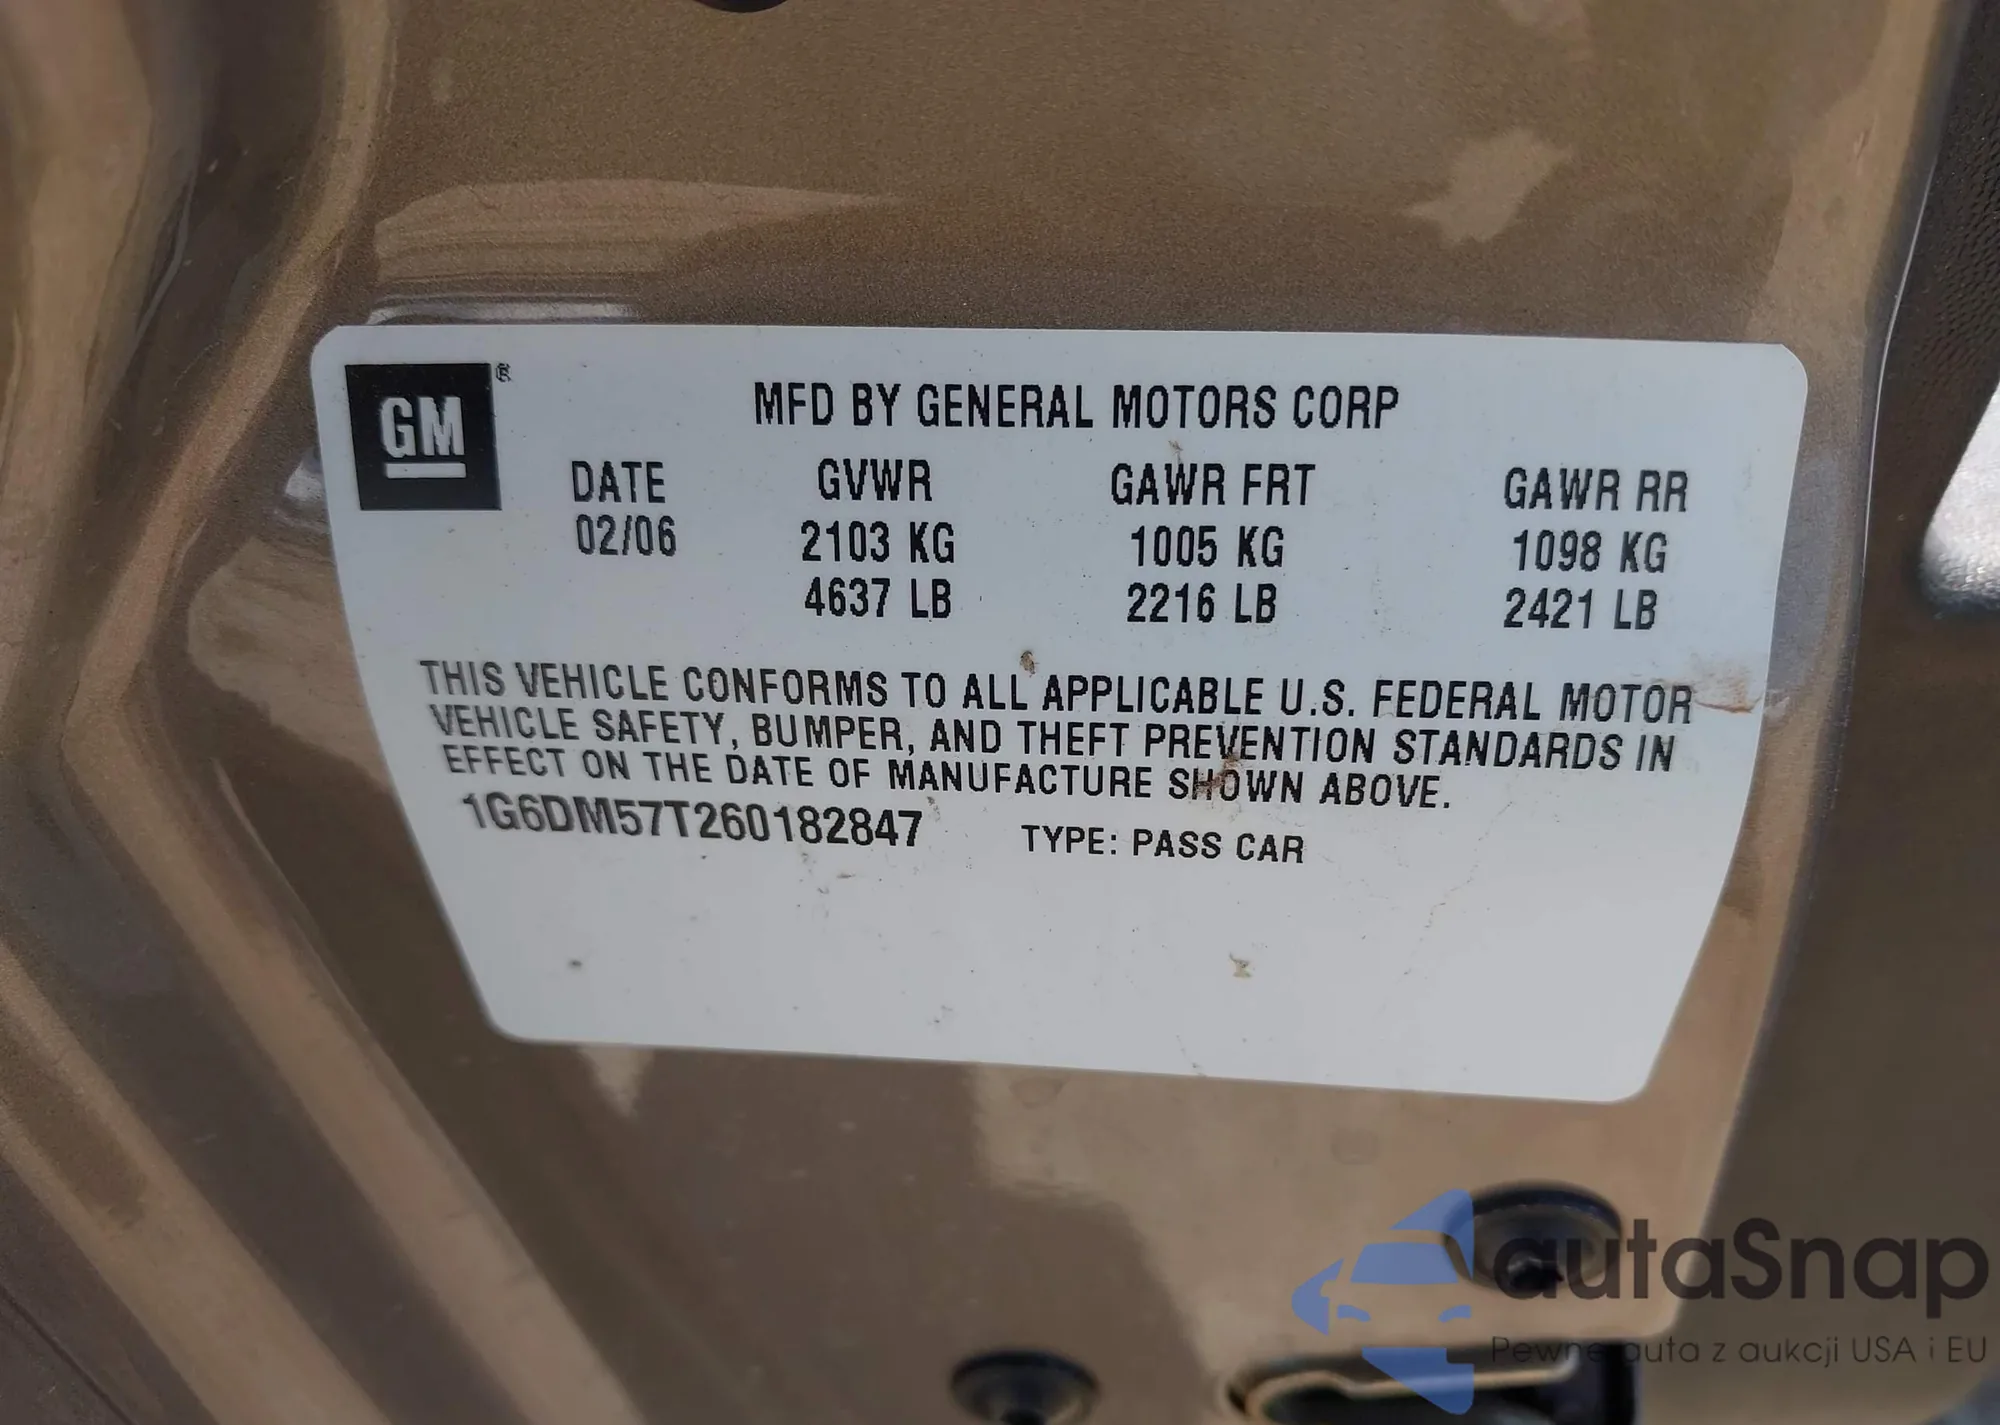 GM ®
MFD BY GENERAL MOTORS CORP
DATE GVWR GAWR FRT GAWR RR
02/06 2103 KG 1005 KG 1098 KG
4637 LB 2216 LB 2421 LB
THIS VEHICLE CONFORMS TO ALL APPLICABLE U.S. FEDERAL MOTOR
VEHICLE SAFETY, BUMPER, AND THEFT PREVENTION STANDARDS IN
EFFECT ON THE DATE OF MANUFACTURE SHOWN ABOVE.
1G6DM57T260182847 TYPE: PASS CAR
autaSnap
Pewne auta z aukcji USA i EU